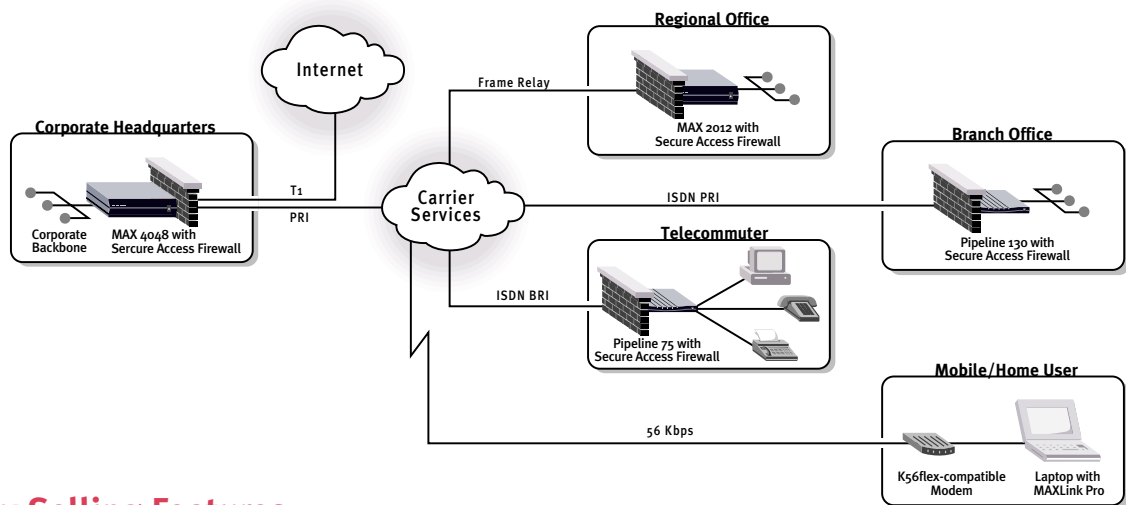 Regional Office
Internet
Frame Relay
MAX 2012 with
Secure Access Firewall
Corporate Headquarters
Branch Office
T1
PRI
Carrier
Services
ISDN PRI
Corporate
Backbone
MAX 4048 with
Sercure Access Firewall
Telecommuter
Pipeline 130 with
Secure Access Firewall
ISDN BRI
Pipeline 75 with
Secure Access Firewall
Mobile/Home User
56 Kbps
K56flex-compatible
Modem
Laptop with
MAXLink Pro
Selling Features